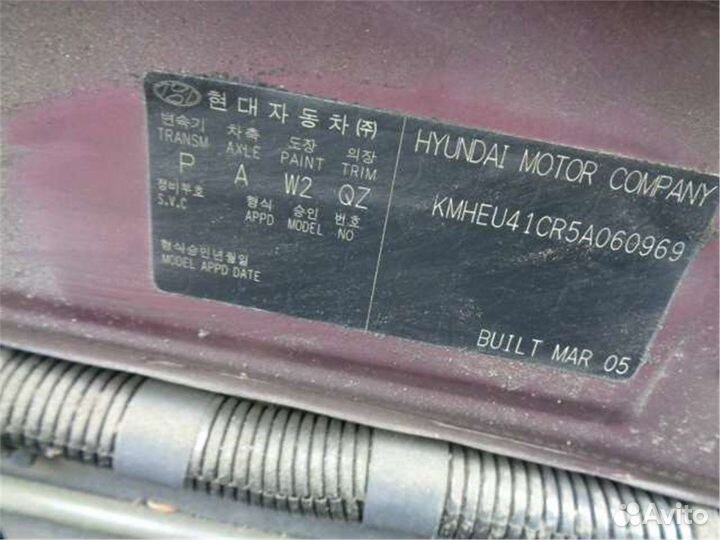 현대자동차㈜
변속기 차축 도장 의장
TRANSM AXLE PAINT TRIM
P A W2 QZ
정비부호 형식 승인 번호
S.V.C APPD MODEL NO
형식승인년월일
MODEL APPD DATE
HYUNDAI MOTOR COMPANY
KMHEU41CR5A060969
BUILT MAR 05
Avito